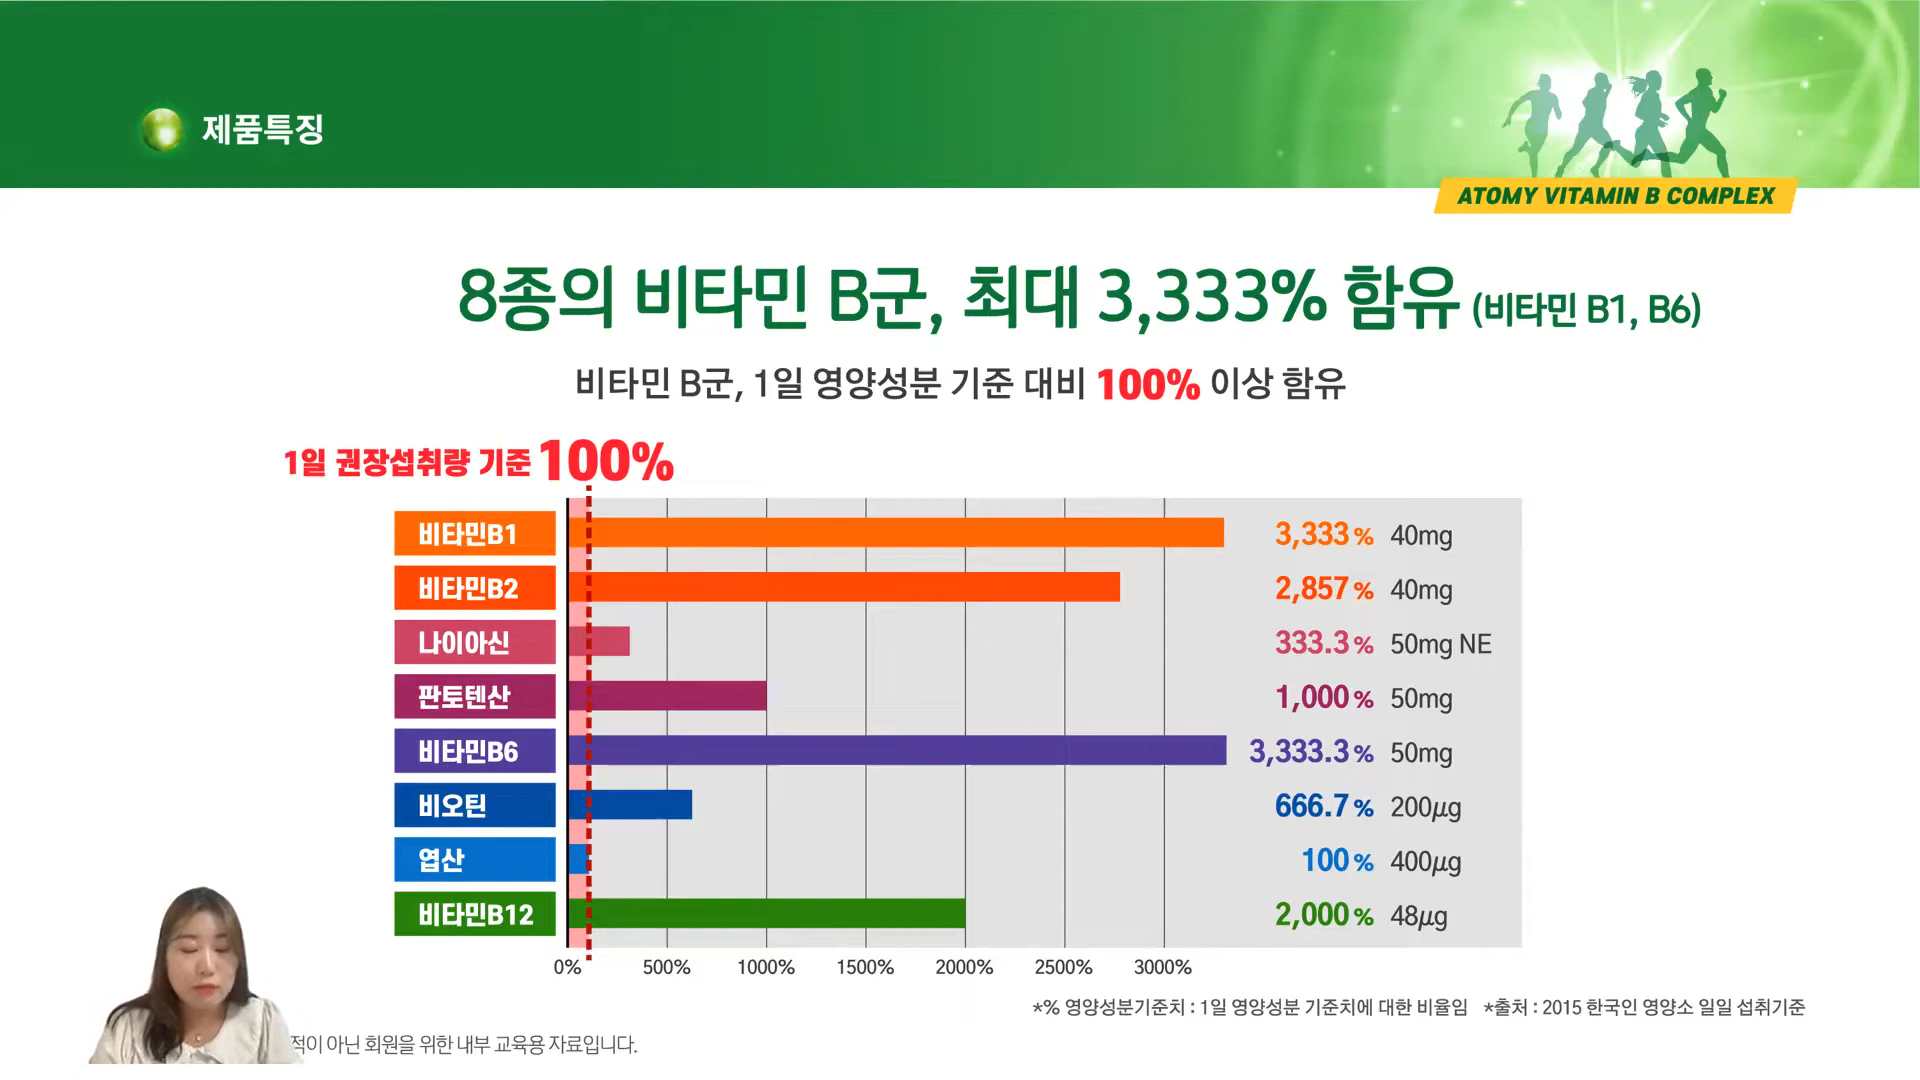 제품특징
ATOMY VITAMIN B COMPLEX
8종의 비타민 B군, 최대 3,333% 함유 (비타민 B1, B6)
비타민 B군, 1일 영양성분 기준 대비 100% 이상 함유
1일 권장섭취량 기준 100%
비타민B1 3,333 % 40mg
비타민B2 2,857 % 40mg
나이아신 333.3 % 50mg NE
판토텐산 1,000 % 50mg
비타민B6 3,333.3 % 50mg
비오틴 666.7 % 200μg
엽산 100 % 400μg
비타민B12 2,000 % 48μg
0% 500% 1000% 1500% 2000% 2500% 3000%
*% 영양성분기준치 : 1일 영양성분 기준치에 대한 비율임 *출처 : 2015 한국인 영양소 일일 섭취기준
적이 아닌 회원을 위한 내부 교육용 자료입니다.